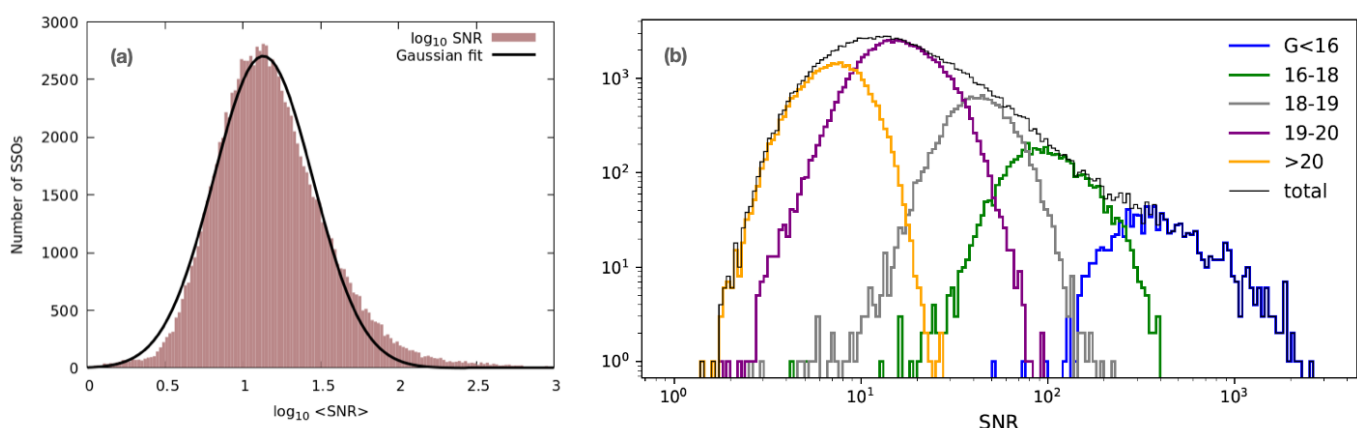 (a)
log₁₀ SNR
Gaussian fit
Number of SSOs
3000
2500
2000
1500
1000
500
0
0 0.5 1 1.5 2 2.5 3
log₁₀ <SNR>
(b)
G<16
16-18
18-19
19-20
>20
total
10³
10²
10¹
10⁰
10⁰ 10¹ 10² 10³
SNR